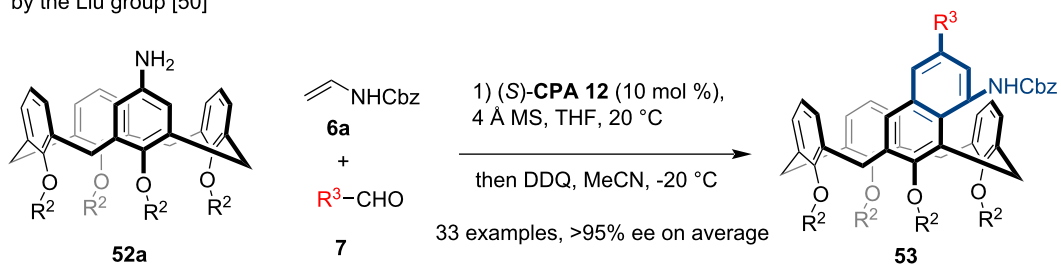 by the Liu group [50]
NH₂
O
R²
O
R²
O
R²
O
R²
52a
NHCbz
6a
+
R³–CHO
7
1) (S)-CPA 12 (10 mol %),
4 Å MS, THF, 20 °C
then DDQ, MeCN, -20 °C
33 examples, >95% ee on average
R³
NHCbz
O
R²
O
R²
O
R²
O
R²
53